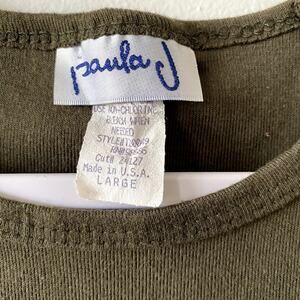 paula J
USE NON-CHLORINE
BLEACH WHEN
NEEDED
Cut# 24127
Made in U.S.A.
LARGE